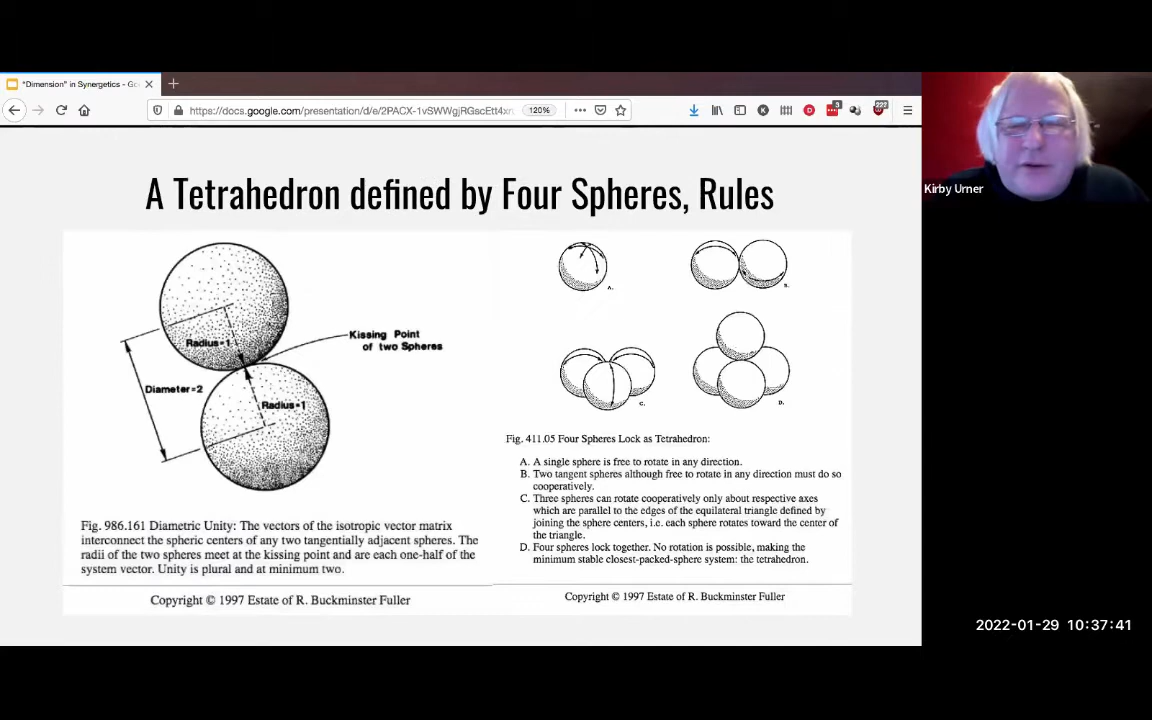 "Dimension" in Synergetics - Go
https://docs.google.com/presentation/d/e/2PACX-1vSWWgjRGscEtt4x
120%
3
227
Kirby Urner
A Tetrahedron defined by Four Spheres, Rules
Radius=1
Kissing Point
of two Spheres
Diameter=2
Radius=1
Fig. 986.161 Diametric Unity: The vectors of the isotropic vector matrix
interconnect the spheric centers of any two tangentially adjacent spheres. The
radii of the two spheres meet at the kissing point and are each one-half of the
system vector. Unity is plural and at minimum two.
Copyright © 1997 Estate of R. Buckminster Fuller
A.
B.
C.
D.
Fig. 411.05 Four Spheres Lock as Tetrahedron:
A. A single sphere is free to rotate in any direction.
B. Two tangent spheres although free to rotate in any direction must do so
cooperatively.
C. Three spheres can rotate cooperatively only about respective axes
which are parallel to the edges of the equilateral triangle defined by
joining the sphere centers, i.e. each sphere rotates toward the center of
the triangle.
D. Four spheres lock together. No rotation is possible, making the
minimum stable closest-packed-sphere system: the tetrahedron.
Copyright © 1997 Estate of R. Buckminster Fuller
2022-01-29 10:37:41